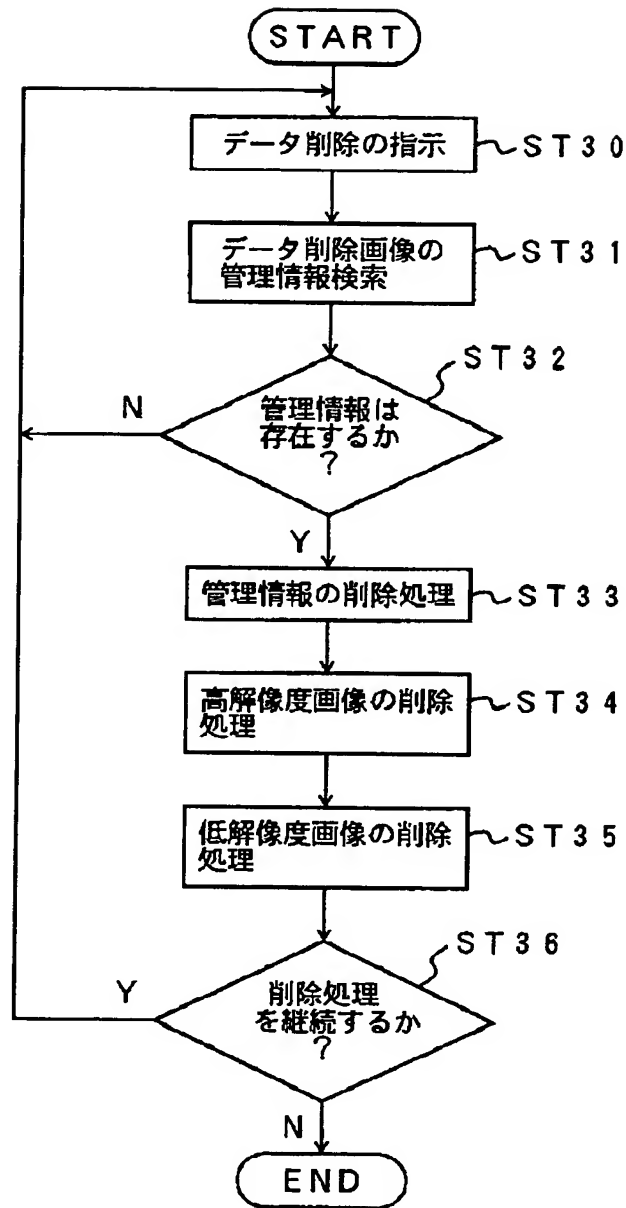 START
データ削除の指示
ST30
データ削除画像の
管理情報検索
ST31
ST32
N
管理情報は
存在するか
?
Y
管理情報の削除処理
ST33
高解像度画像の削除
処理
ST34
低解像度画像の削除
処理
ST35
ST36
Y
削除処理
を継続するか
?
N
END